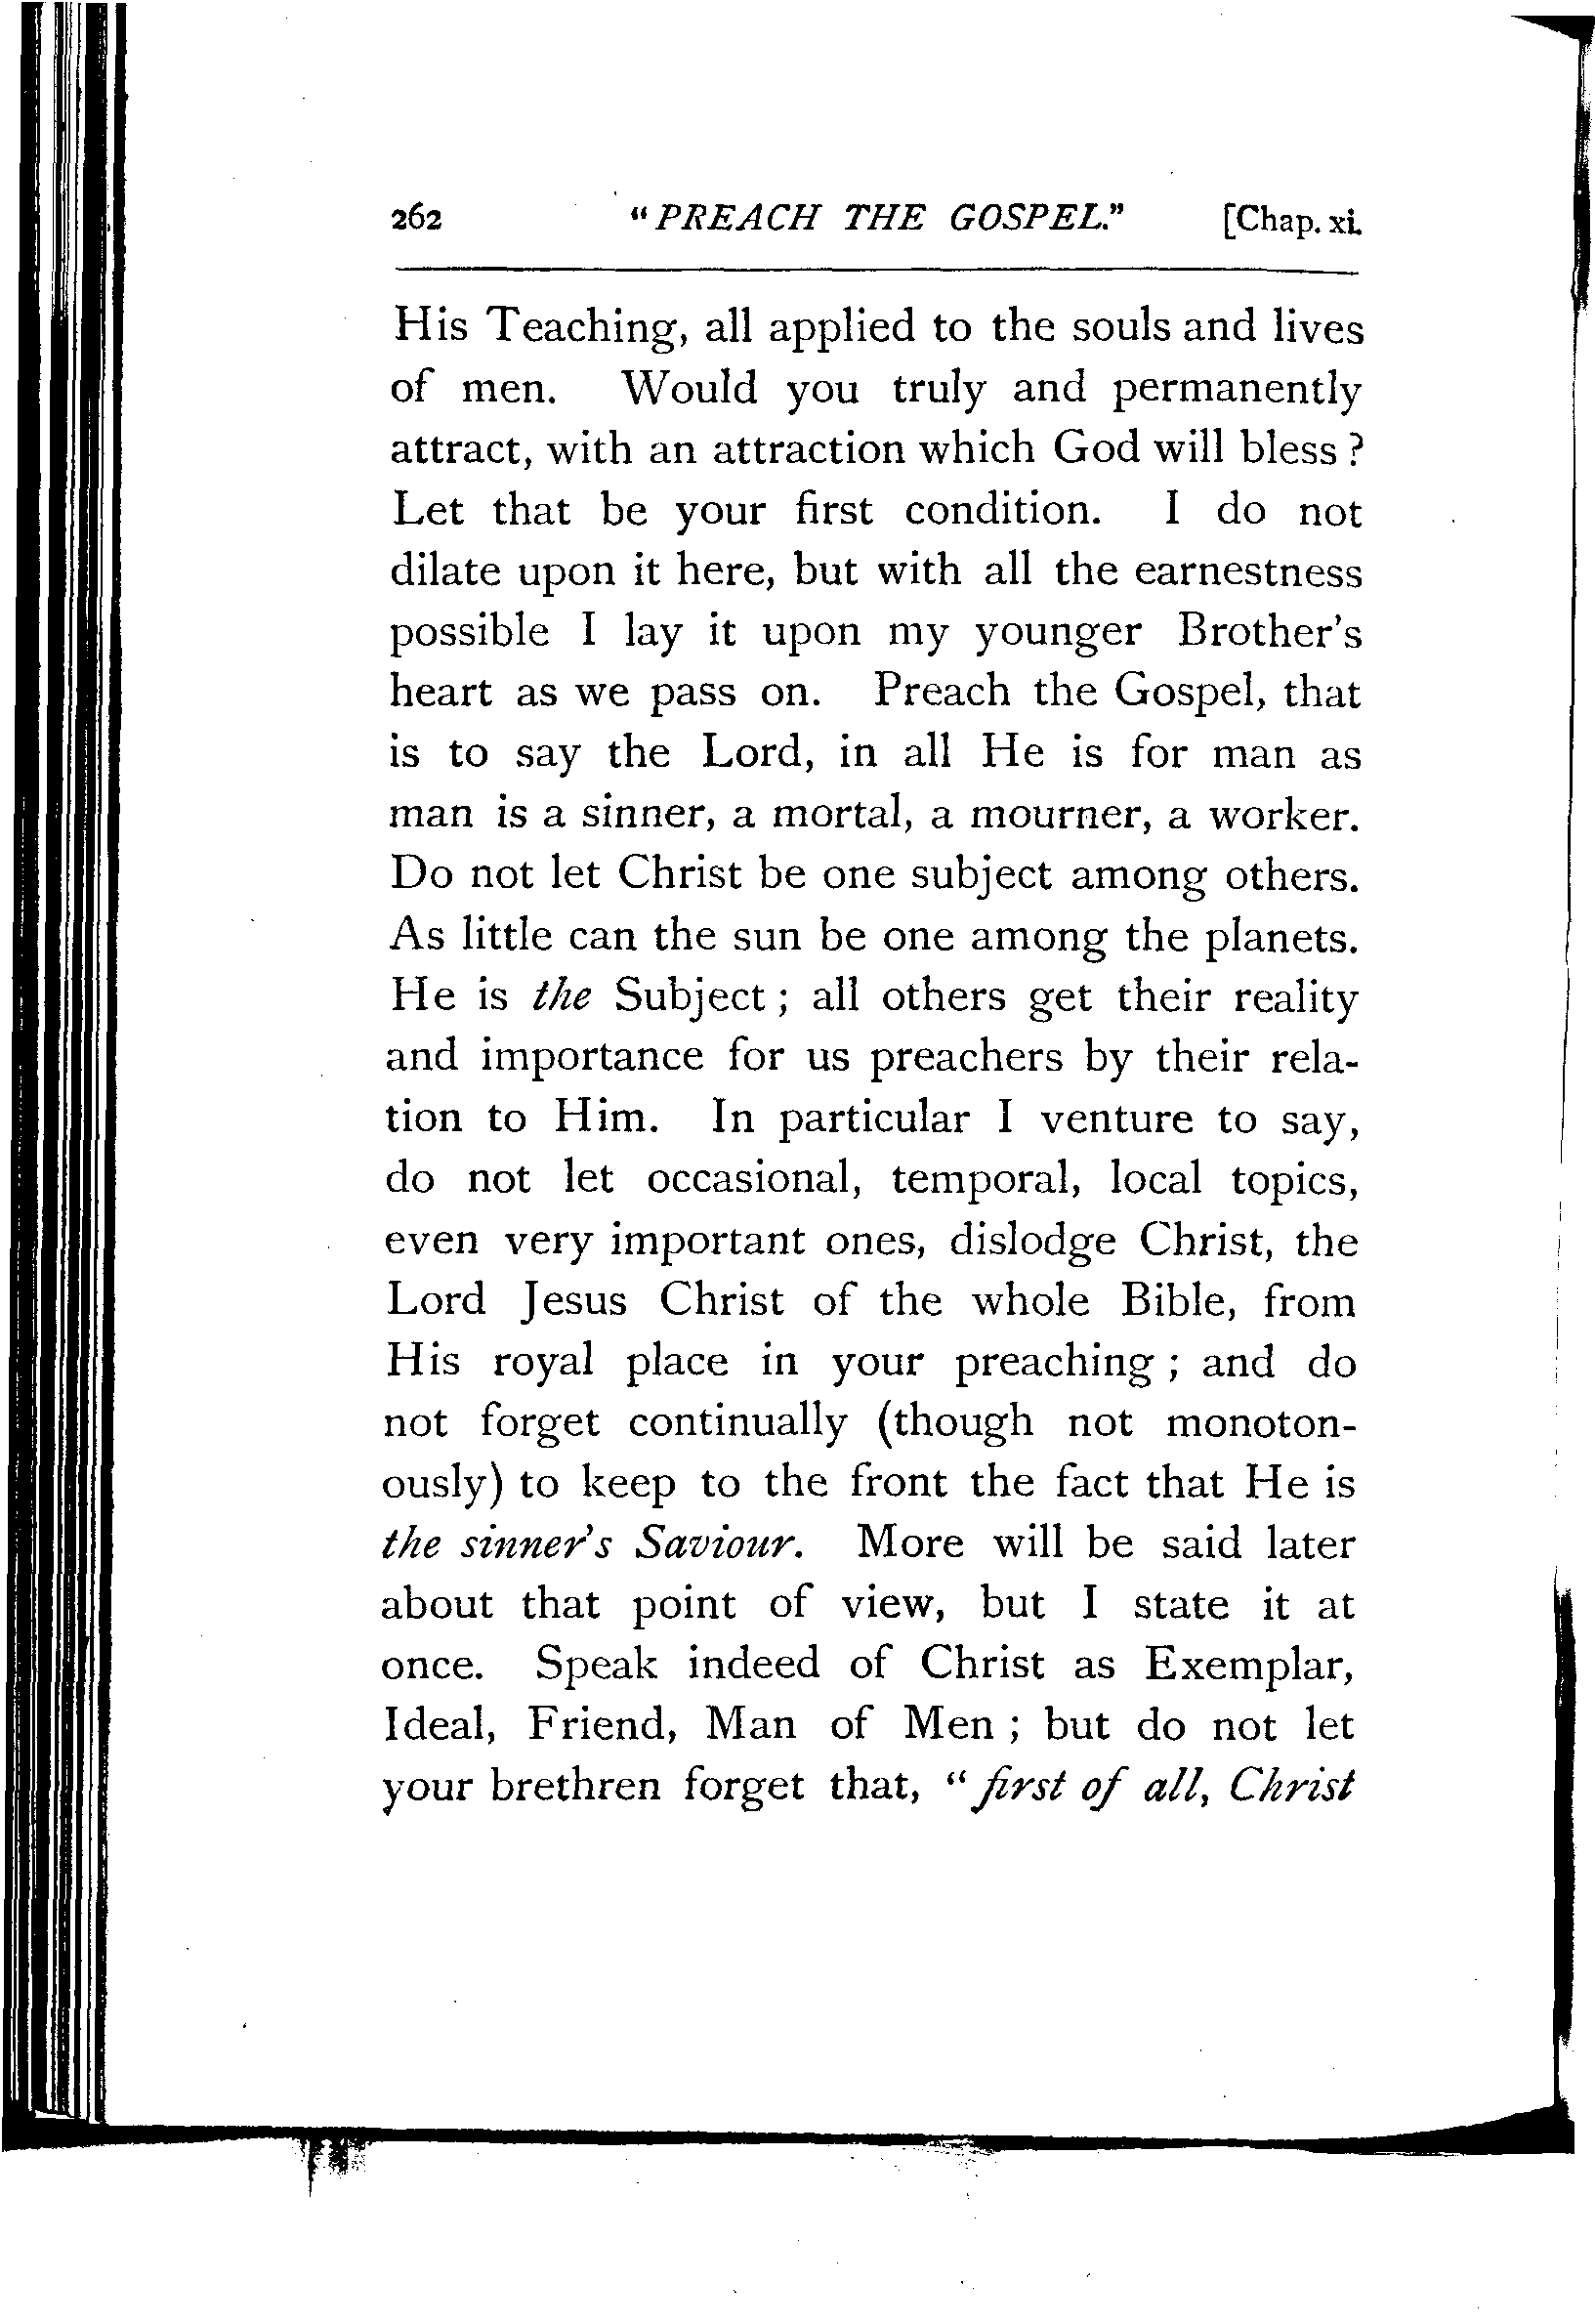 262 "PREACH THE GOSPEL." [Chap. xi.
His Teaching, all applied to the souls and lives
of men. Would you truly and permanently
attract, with an attraction which God will bless ?
Let that be your first condition. I do not
dilate upon it here, but with all the earnestness
possible I lay it upon my younger Brother's
heart as we pass on. Preach the Gospel, that
is to say the Lord, in all He is for man as
man is a sinner, a mortal, a mourner, a worker.
Do not let Christ be one subject among others.
As little can the sun be one among the planets.
He is the Subject ; all others get their reality
and importance for us preachers by their rela-
tion to Him. In particular I venture to say,
do not let occasional, temporal, local topics,
even very important ones, dislodge Christ, the
Lord Jesus Christ of the whole Bible, from
His royal place in your preaching ; and do
not forget continually (though not monoton-
ously) to keep to the front the fact that He is
the sinner's Saviour. More will be said later
about that point of view, but I state it at
once. Speak indeed of Christ as Exemplar,
Ideal, Friend, Man of Men ; but do not let
your brethren forget that, "first of all, Christ